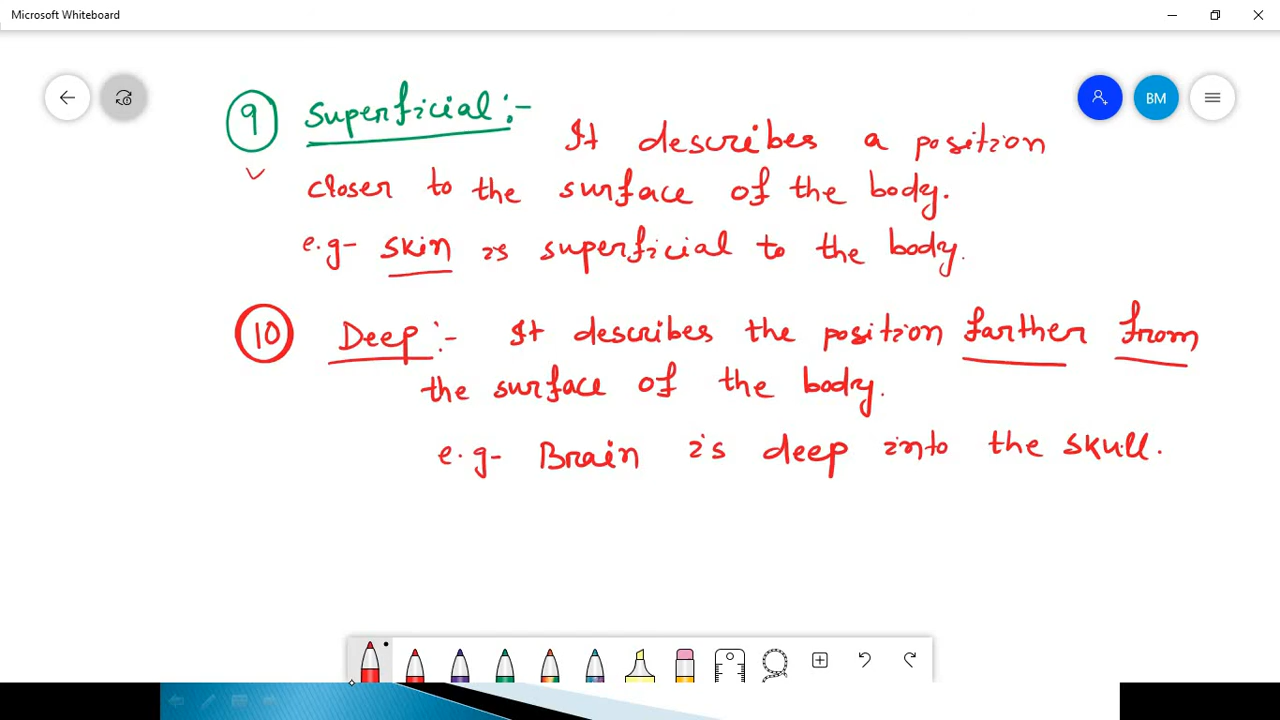 Microsoft Whiteboard
BM
9 Superficial:- It describes a position
closer to the surface of the body.
e.g- skin is superficial to the body.
10 Deep:- It describes the position farther from
the surface of the body.
e.g- Brain is deep into the skull.